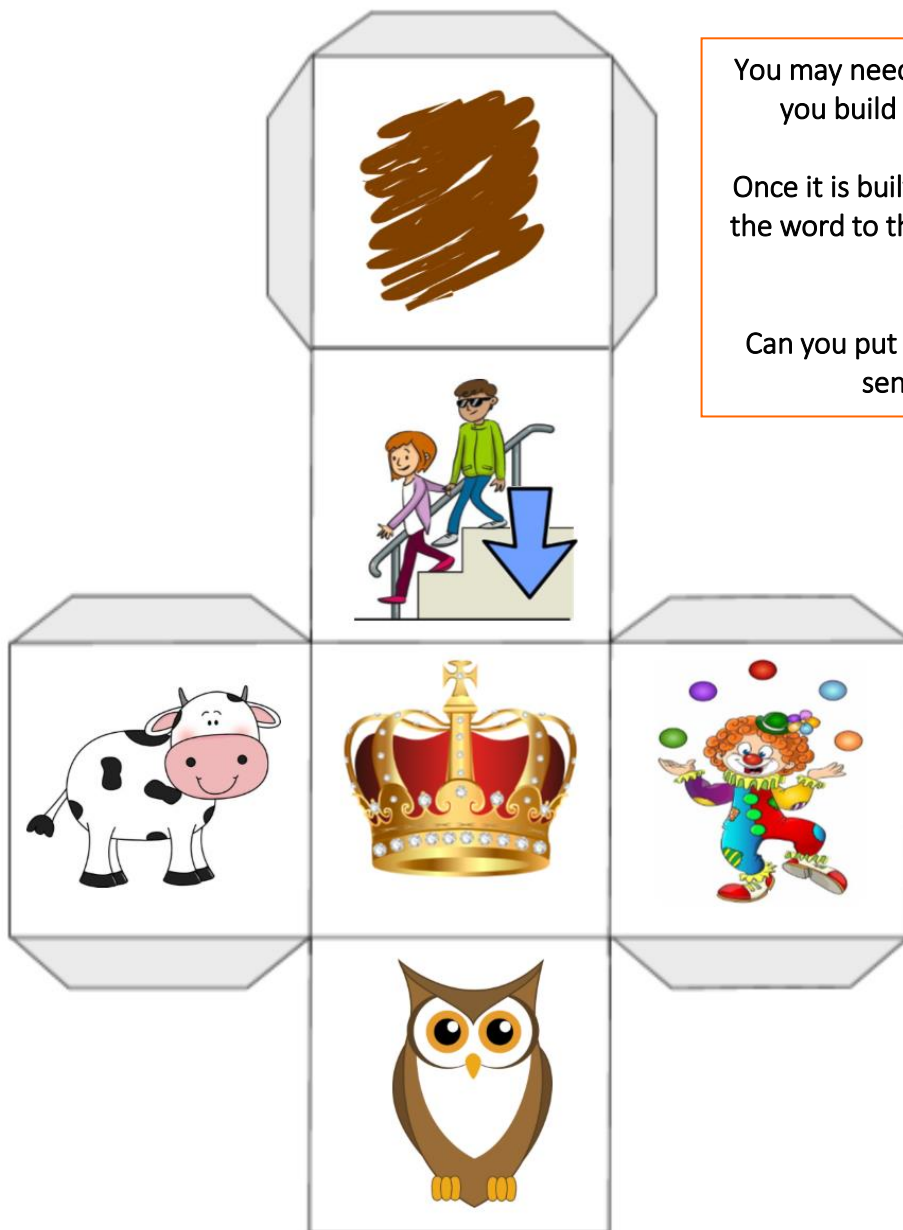 You may need
you build
Once it is buil
the word to th
Can you put
sen